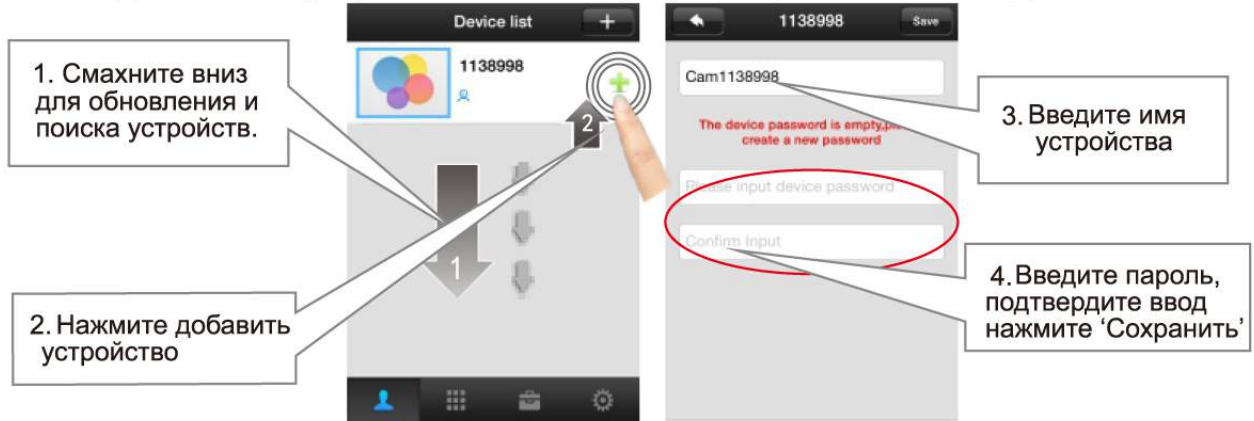 Device list
+
1138998
1. Смахните вниз
для обновления и
поиска устройств.
2
1
2. Нажмите добавить
устройство
1138998
Save
Cam1138998
The device password is empty,
create a new password
Please input device password
Confirm Input
3. Введите имя
устройства
4. Введите пароль,
подтвердите ввод
нажмите ‘Сохранить’